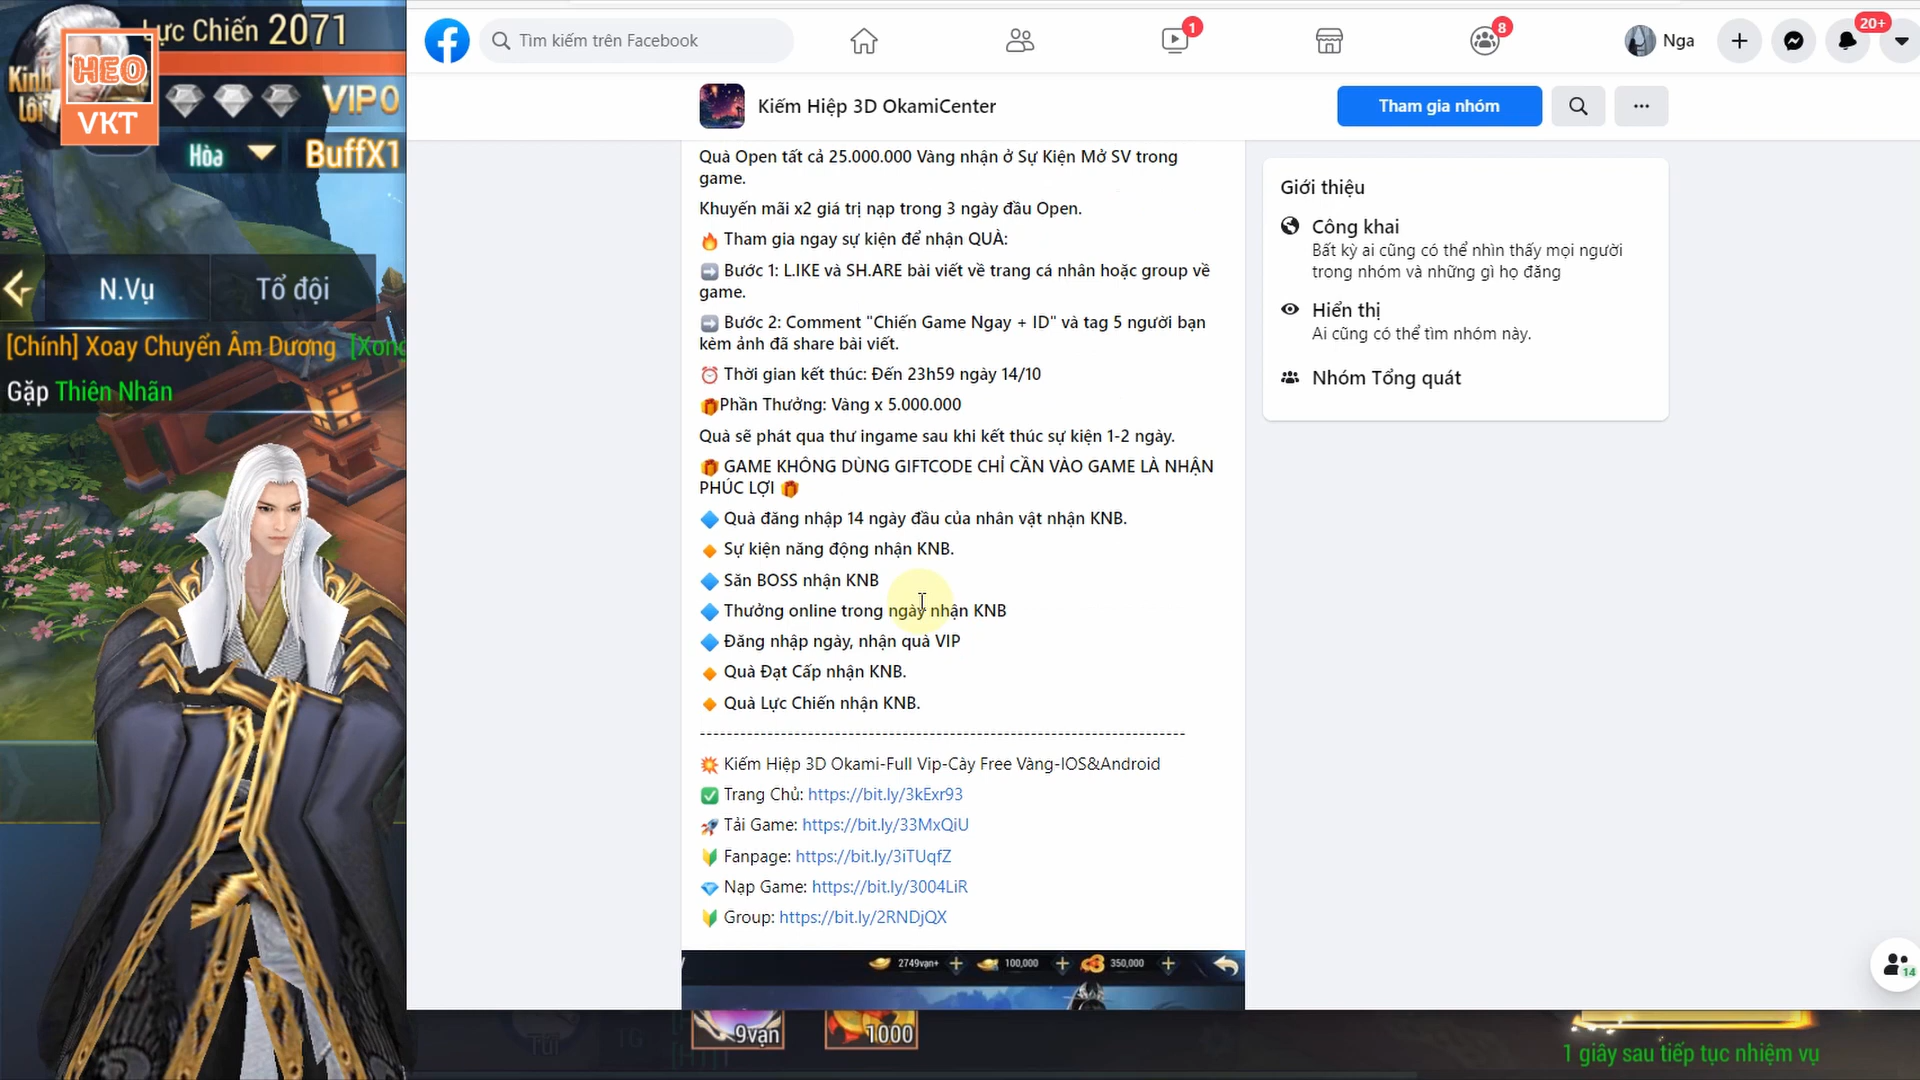 Lực Chiến 2071
Kinh
lôi
HEO
VKT
VIP0
Hòa
BuffX1
N.Vụ
Tổ đội
[Chính] Xoay Chuyển Âm Dương
Gặp Thiên Nhãn
Tìm kiếm trên Facebook
1
8
Nga
20+
Kiếm Hiệp 3D OkamiCenter
Tham gia nhóm
Quà Open tất cả 25.000.000 Vàng nhận ở Sự Kiện Mở SV trong
game.
Khuyến mãi x2 giá trị nạp trong 3 ngày đầu Open.
🔥 Tham gia ngay sự kiện để nhận QUÀ:
➡️ Bước 1: L.IKE và SH.ARE bài viết về trang cá nhân hoặc group về
game.
➡️ Bước 2: Comment "Chiến Game Ngay + ID" và tag 5 người bạn
kèm ảnh đã share bài viết.
⏰ Thời gian kết thúc: Đến 23h59 ngày 14/10
🎁Phần Thưởng: Vàng x 5.000.000
Quà sẽ phát qua thư ingame sau khi kết thúc sự kiện 1-2 ngày.
🎁 GAME KHÔNG DÙNG GIFTCODE CHỈ CẦN VÀO GAME LÀ NHẬN
PHÚC LỢI 🎁
🔷 Quà đăng nhập 14 ngày đầu của nhân vật nhận KNB.
🔸 Sự kiện năng động nhận KNB.
🔷 Săn BOSS nhận KNB
🔷 Thưởng online trong ngày nhận KNB
🔷 Đăng nhập ngày, nhận quà VIP
🔸 Quà Đạt Cấp nhận KNB.
🔸 Quà Lực Chiến nhận KNB.
-------------------------------------------------------------------------
💥 Kiếm Hiệp 3D Okami-Full Vip-Cày Free Vàng-IOS&Android
✅ Trang Chủ: https://bit.ly/3kExr93
🚀 Tải Game: https://bit.ly/33MxQiU
🔰 Fanpage: https://bit.ly/3iTUqfZ
💎 Nạp Game: https://bit.ly/3004LiR
🔰 Group: https://bit.ly/2RNDjQX
2749vạn+
100,000
350,000
Giới thiệu
Công khai
Bất kỳ ai cũng có thể nhìn thấy mọi người
trong nhóm và những gì họ đăng
Hiển thị
Ai cũng có thể tìm nhóm này.
Nhóm Tổng quát
14
Túi
9vạn
1000
1 giây sau tiếp tục nhiệm vụ